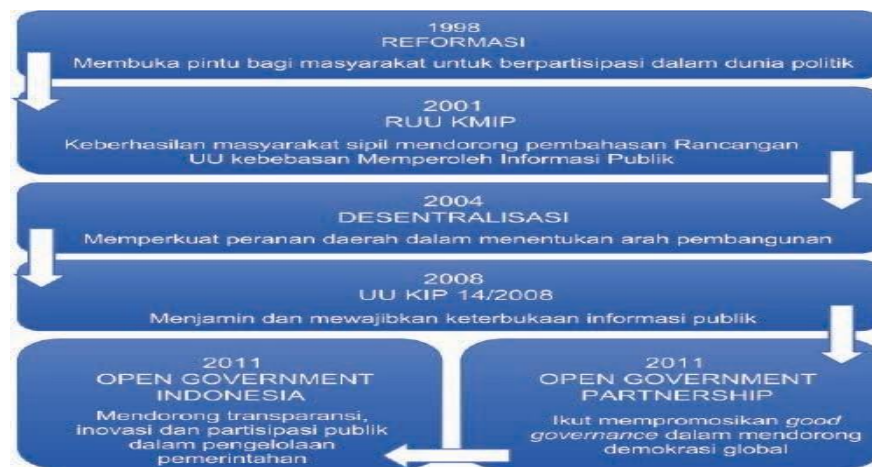 1998
REFORMASI
Membuka pintu bagi masyarakat untuk berpartisipasi dalam dunia politik
2001
RUU KMIP
Keberhasilan masyarakat sipil mendorong pembahasan Rancangan
UU kebebasan Memperoleh Informasi Publik
2004
DESENTRALISASI
Memperkuat peranan daerah dalam menentukan arah pembangunan
2008
UU KIP 14/2008
Menjamin dan mewajibkan keterbukaan informasi publik
2011
OPEN GOVERNMENT
PARTNERSHIP
Ikut mempromosikan good
governance dalam mendorong
demokrasi global
2011
OPEN GOVERNMENT
INDONESIA
Mendorong transparansi,
inovasi dan partisipasi publik
dalam pengelolaan
pemerintahan